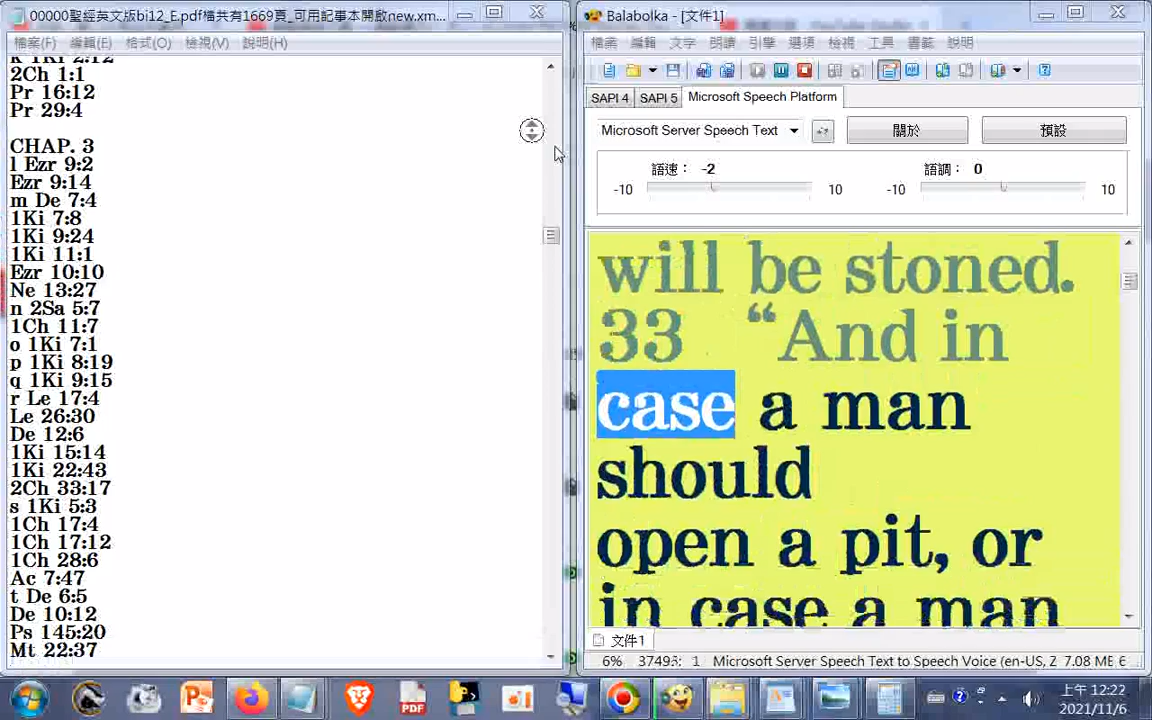 00000聖經英文版bi12_E.pdf檔共有1669頁_可用記事本開啟new.xm...
檔案(F) 編輯(E) 格式(O) 檢視(V) 說明(H)
k 1Ki 2:12
2Ch 1:1
Pr 16:12
Pr 29:4
CHAP. 3
l Ezr 9:2
Ezr 9:14
m De 7:4
1Ki 7:8
1Ki 9:24
1Ki 11:1
Ezr 10:10
Ne 13:27
n 2Sa 5:7
1Ch 11:7
o 1Ki 7:1
p 1Ki 8:19
q 1Ki 9:15
r Le 17:4
Le 26:30
De 12:6
1Ki 15:14
1Ki 22:43
2Ch 33:17
s 1Ki 5:3
1Ch 17:4
1Ch 17:12
1Ch 28:6
Ac 7:47
t De 6:5
De 10:12
Ps 145:20
Mt 22:37
Balabolka - [文件1]
檔案 編輯 文字 朗讀 引擎 選項 檢視 工具 書籤 說明
SAPI 4 SAPI 5 Microsoft Speech Platform
Microsoft Server Speech Text 關於 預設
語速： -2 語調： 0
-10 10 -10 10
will be stoned.
33 “And in
case a man
should
open a pit, or
in case a man
文件1
6% 37493: 1 Microsoft Server Speech Text to Speech Voice (en-US, Z 7.08 ME 6
上午 12:22
2021/11/6